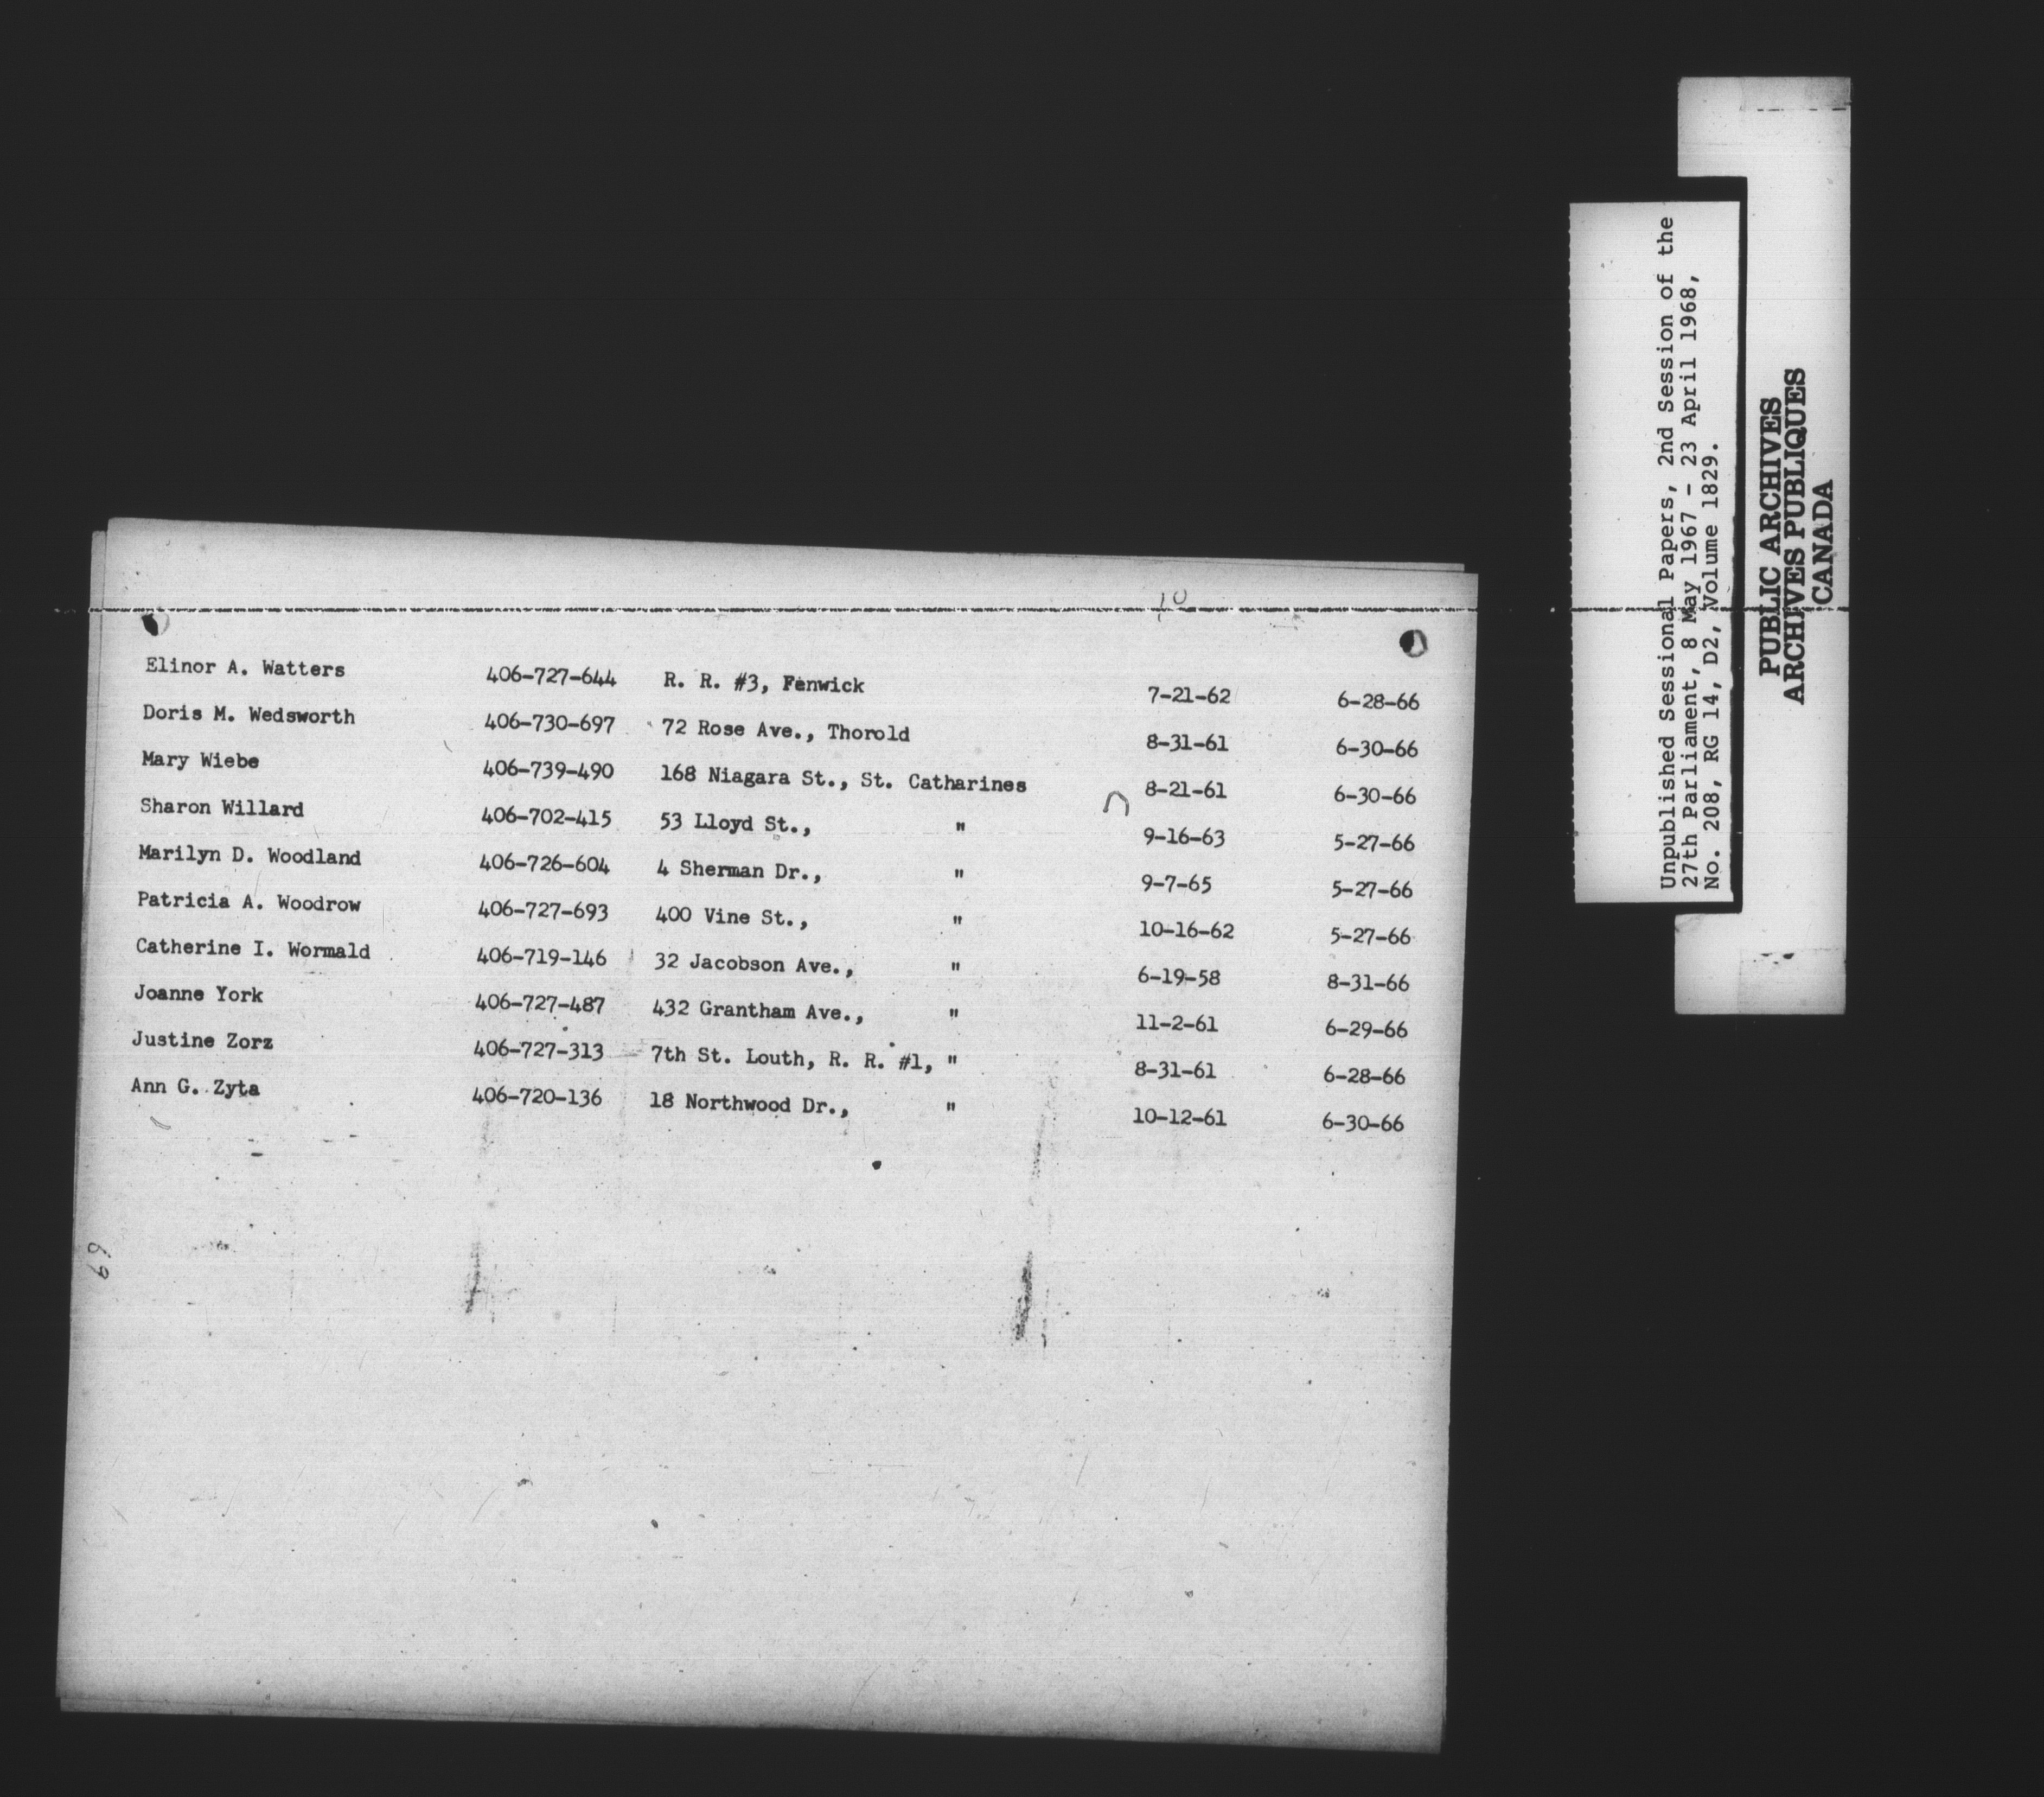 10
Elinor A. Watters 406-727-644 R. R. #3, Fenwick 7-21-62 6-28-66
Doris M. Wedsworth 406-730-697 72 Rose Ave., Thorold 8-31-61 6-30-66
Mary Wiebe 406-739-490 168 Niagara St., St. Catharines 8-21-61 6-30-66
Sharon Willard 406-702-415 53 Lloyd St., " 9-16-63 5-27-66
Marilyn D. Woodland 406-726-604 4 Sherman Dr., " 9-7-65 5-27-66
Patricia A. Woodrow 406-727-693 400 Vine St., " 10-16-62 5-27-66
Catherine I. Wormald 406-719-146 32 Jacobson Ave., " 6-19-58 8-31-66
Joanne York 406-727-487 432 Grantham Ave., " 11-2-61 6-29-66
Justine Zorz 406-727-313 7th St. Louth, R. R. #1, " 8-31-61 6-28-66
Ann G. Zyta 406-720-136 18 Northwood Dr., " 10-12-61 6-30-66
69
Unpublished Sessional Papers, 2nd Session of the
27th Parliament, 8 May 1967 - 23 April 1968,
No. 208, RG 14, D2, Volume 1829.
PUBLIC ARCHIVES
ARCHIVES PUBLIQUES
CANADA